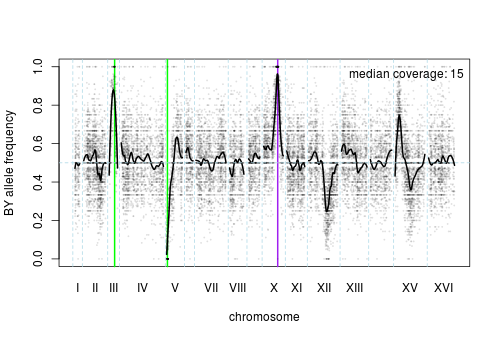 median coverage: 15
1.0
0.8
0.6
0.4
0.2
0.0
BY allele frequency
I II III IV V VII VIII X XI XII XIII XV XVI
chromosome